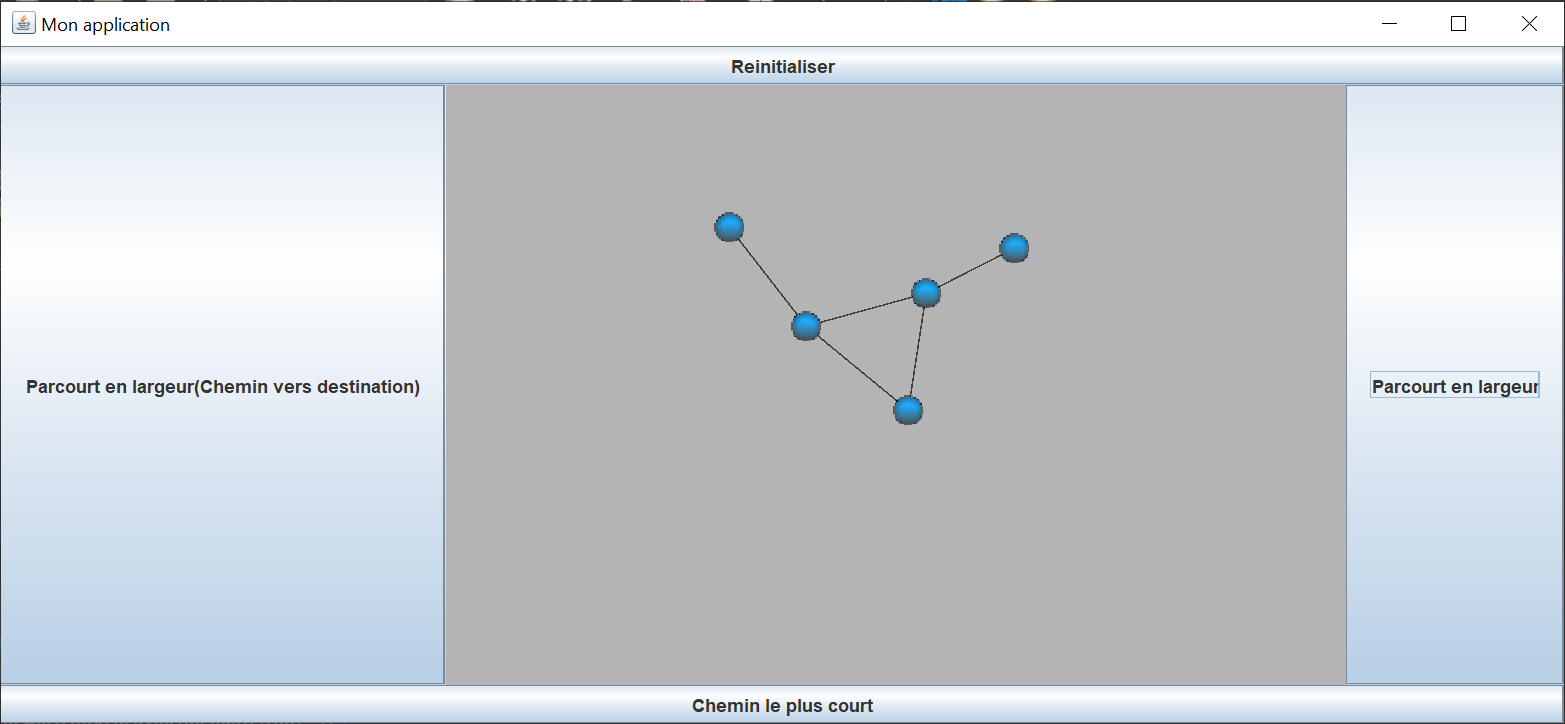 Mon application
Reinitialiser
Parcourt en largeur(Chemin vers destination)
Parcourt en largeur
Chemin le plus court